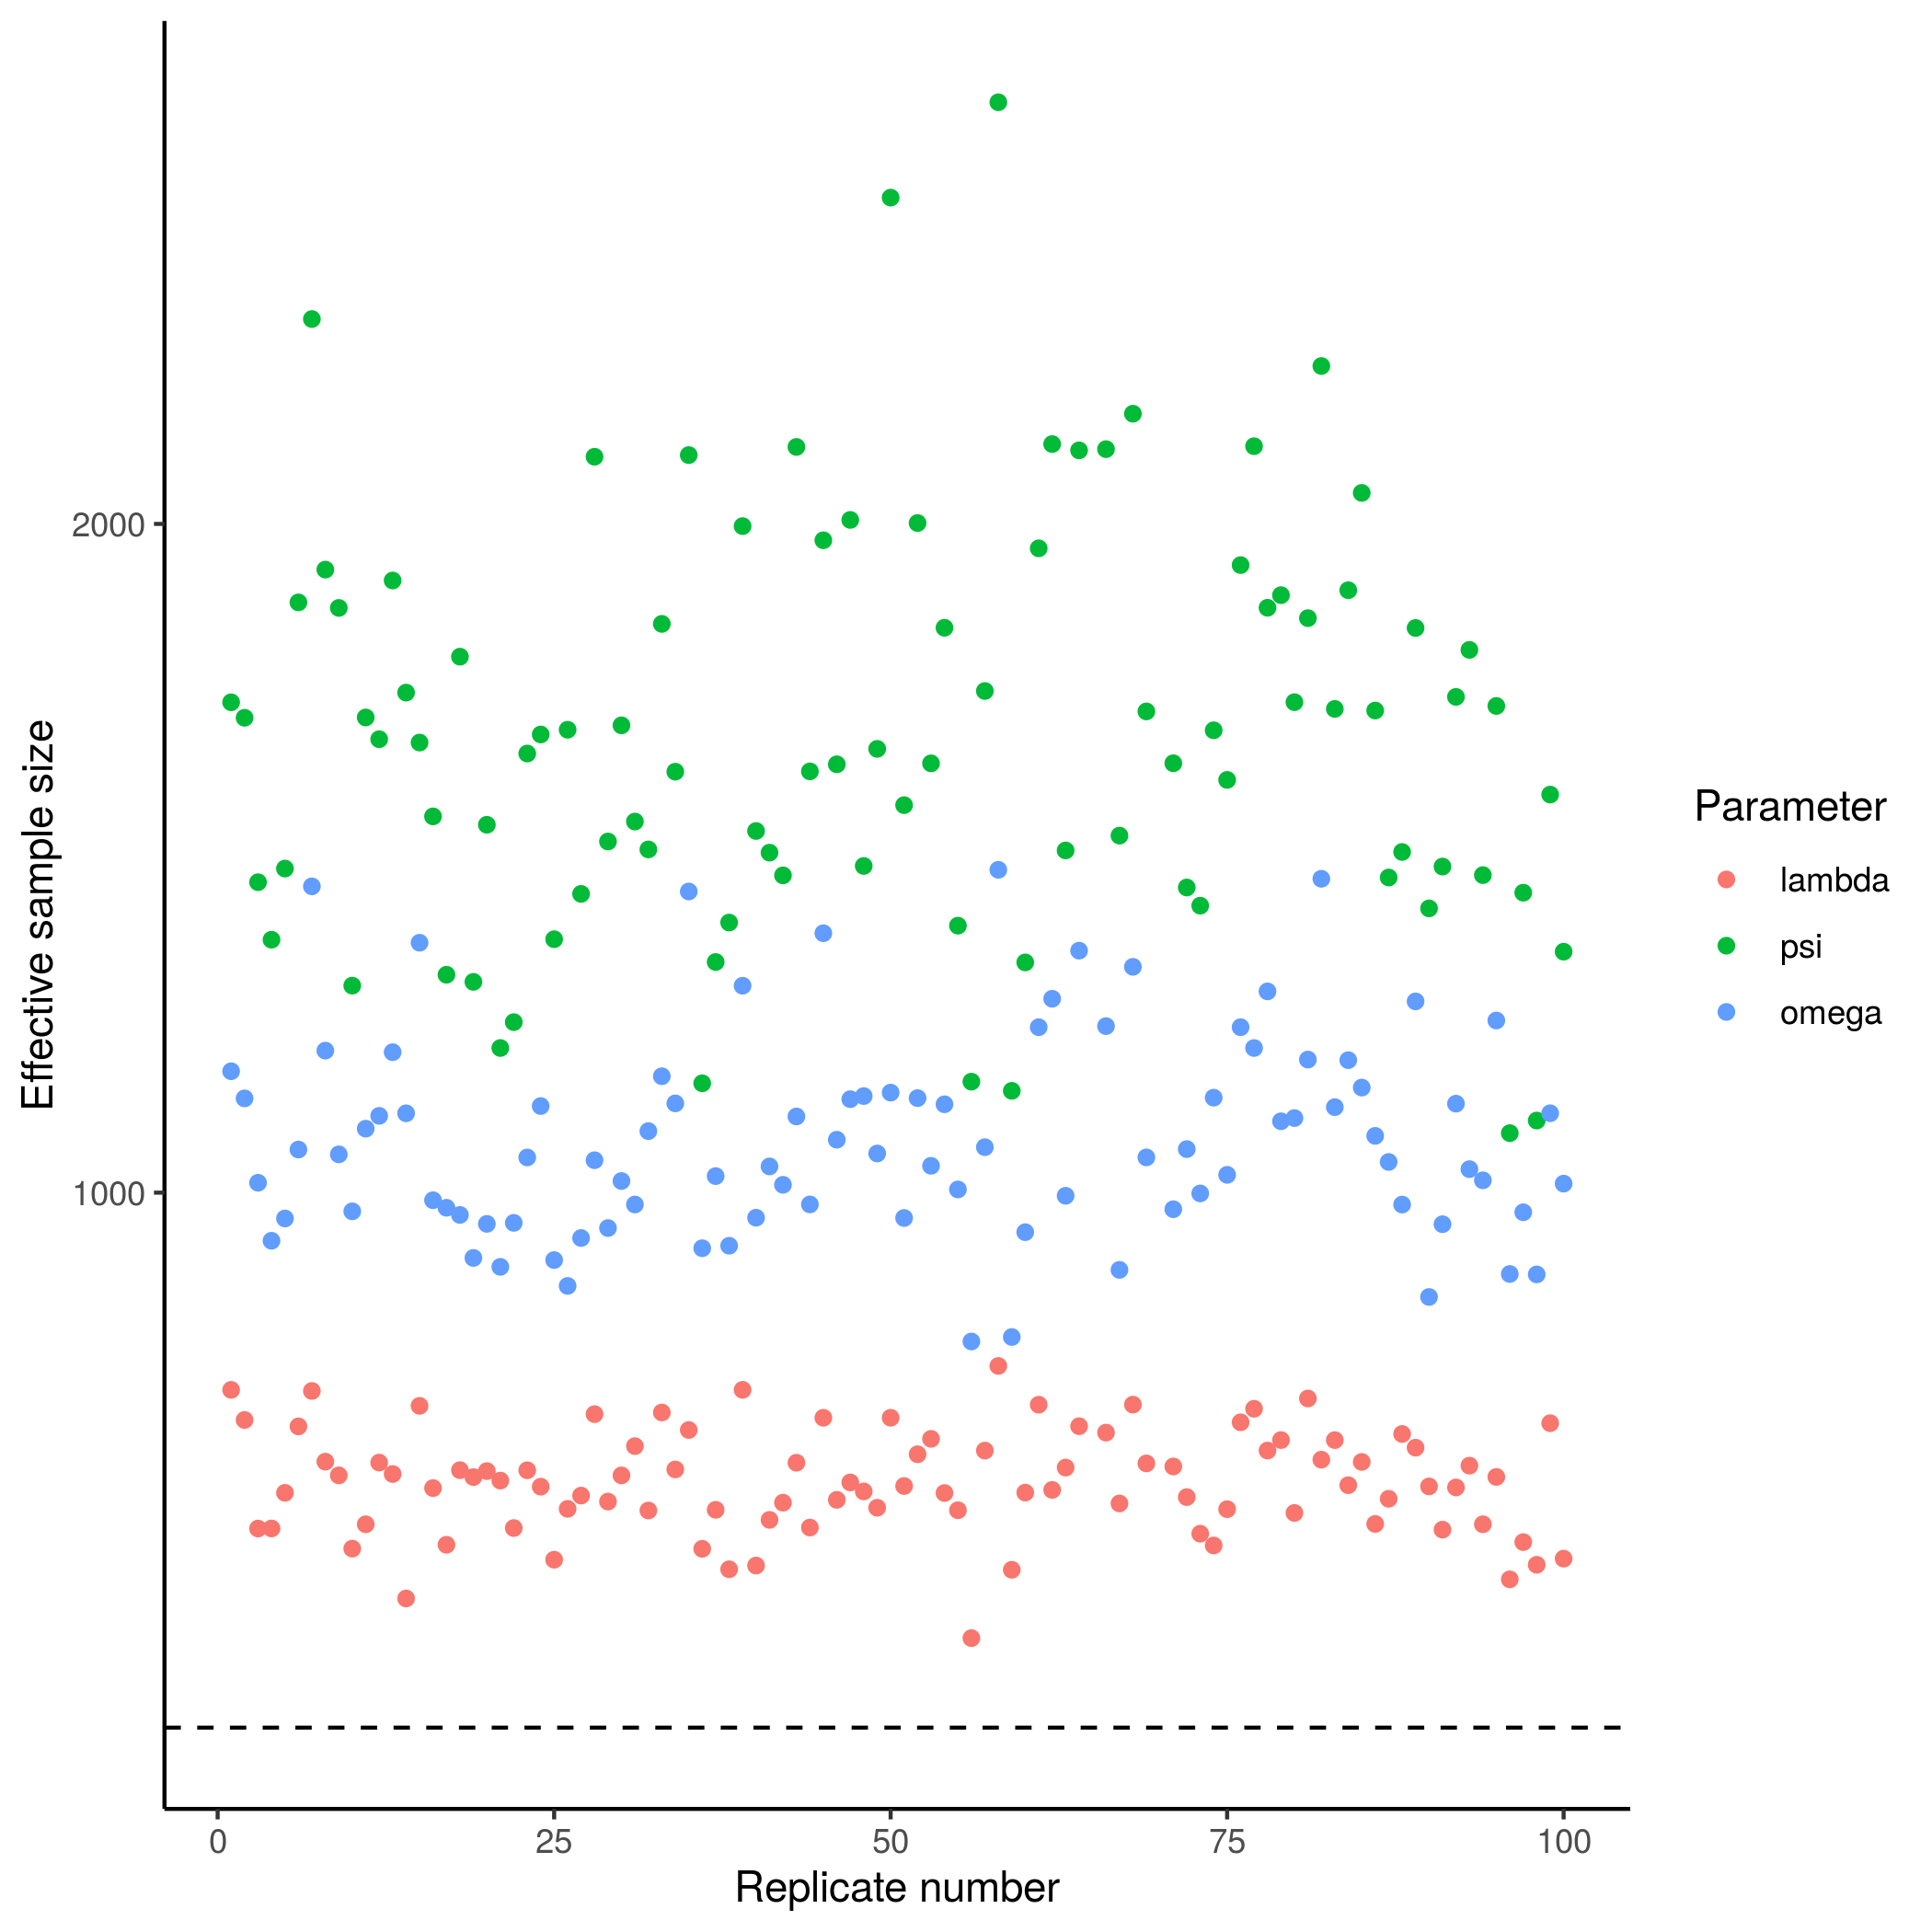 Effective sample size
2000
1000
0 25 50 75 100
Replicate number
Parameter
lambda
psi
omega